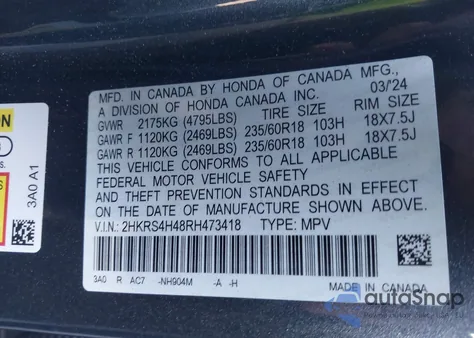 MFD. IN CANADA BY HONDA OF CANADA MFG.,
A DIVISION OF HONDA CANADA INC. 03/'24
GVWR 2175KG (4795LBS) TIRE SIZE RIM SIZE
GAWR F 1120KG (2469LBS) 235/60R18 103H 18X7.5J
GAWR R 1120KG (2469LBS) 235/60R18 103H 18X7.5J
THIS VEHICLE CONFORMS TO ALL APPLICABLE
FEDERAL MOTOR VEHICLE SAFETY
AND THEFT PREVENTION STANDARDS IN EFFECT
ON THE DATE OF MANUFACTURE SHOWN ABOVE.
V.I.N.: 2HKRS4H48RH473418 TYPE: MPV
3A0 R AC7 -NH904M -A -H
3A0 A1
autoSnap